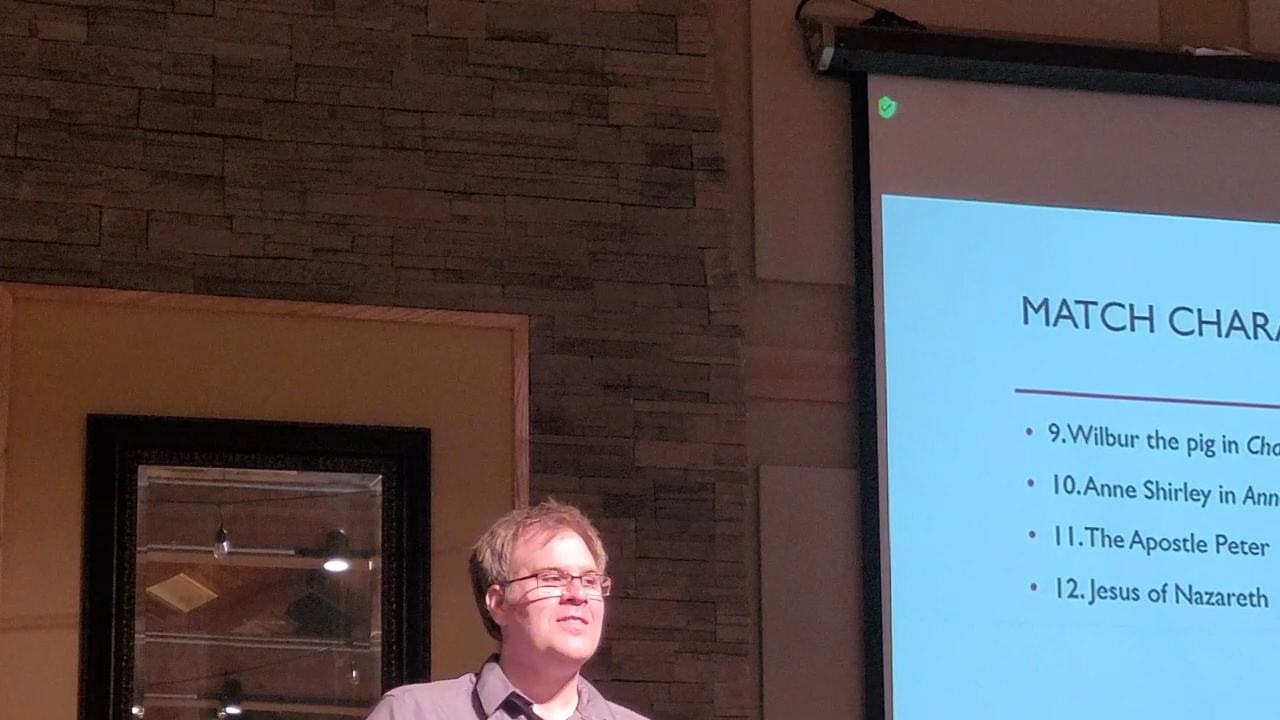 MATCH CHARA
9.Wilbur the pig in Cha
10.Anne Shirley in Ann
11.The Apostle Peter
12. Jesus of Nazareth